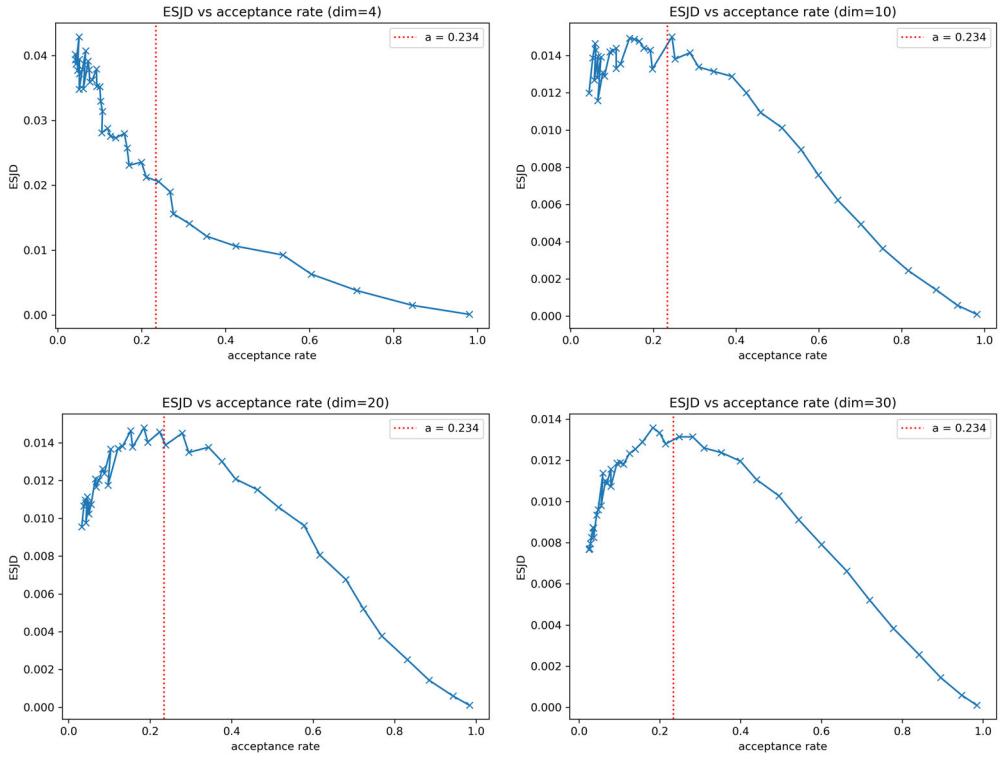 ESJD vs acceptance rate (dim=4)
a = 0.234
0.04
0.03
0.02
0.01
0.00
ESJD
0.0 0.2 0.4 0.6 0.8 1.0
acceptance rate
ESJD vs acceptance rate (dim=10)
a = 0.234
0.014
0.012
0.010
0.008
0.006
0.004
0.002
0.000
ESJD
0.0 0.2 0.4 0.6 0.8 1.0
acceptance rate
ESJD vs acceptance rate (dim=20)
a = 0.234
0.014
0.012
0.010
0.008
0.006
0.004
0.002
0.000
ESJD
0.0 0.2 0.4 0.6 0.8 1.0
acceptance rate
ESJD vs acceptance rate (dim=30)
a = 0.234
0.014
0.012
0.010
0.008
0.006
0.004
0.002
0.000
ESJD
0.0 0.2 0.4 0.6 0.8 1.0
acceptance rate